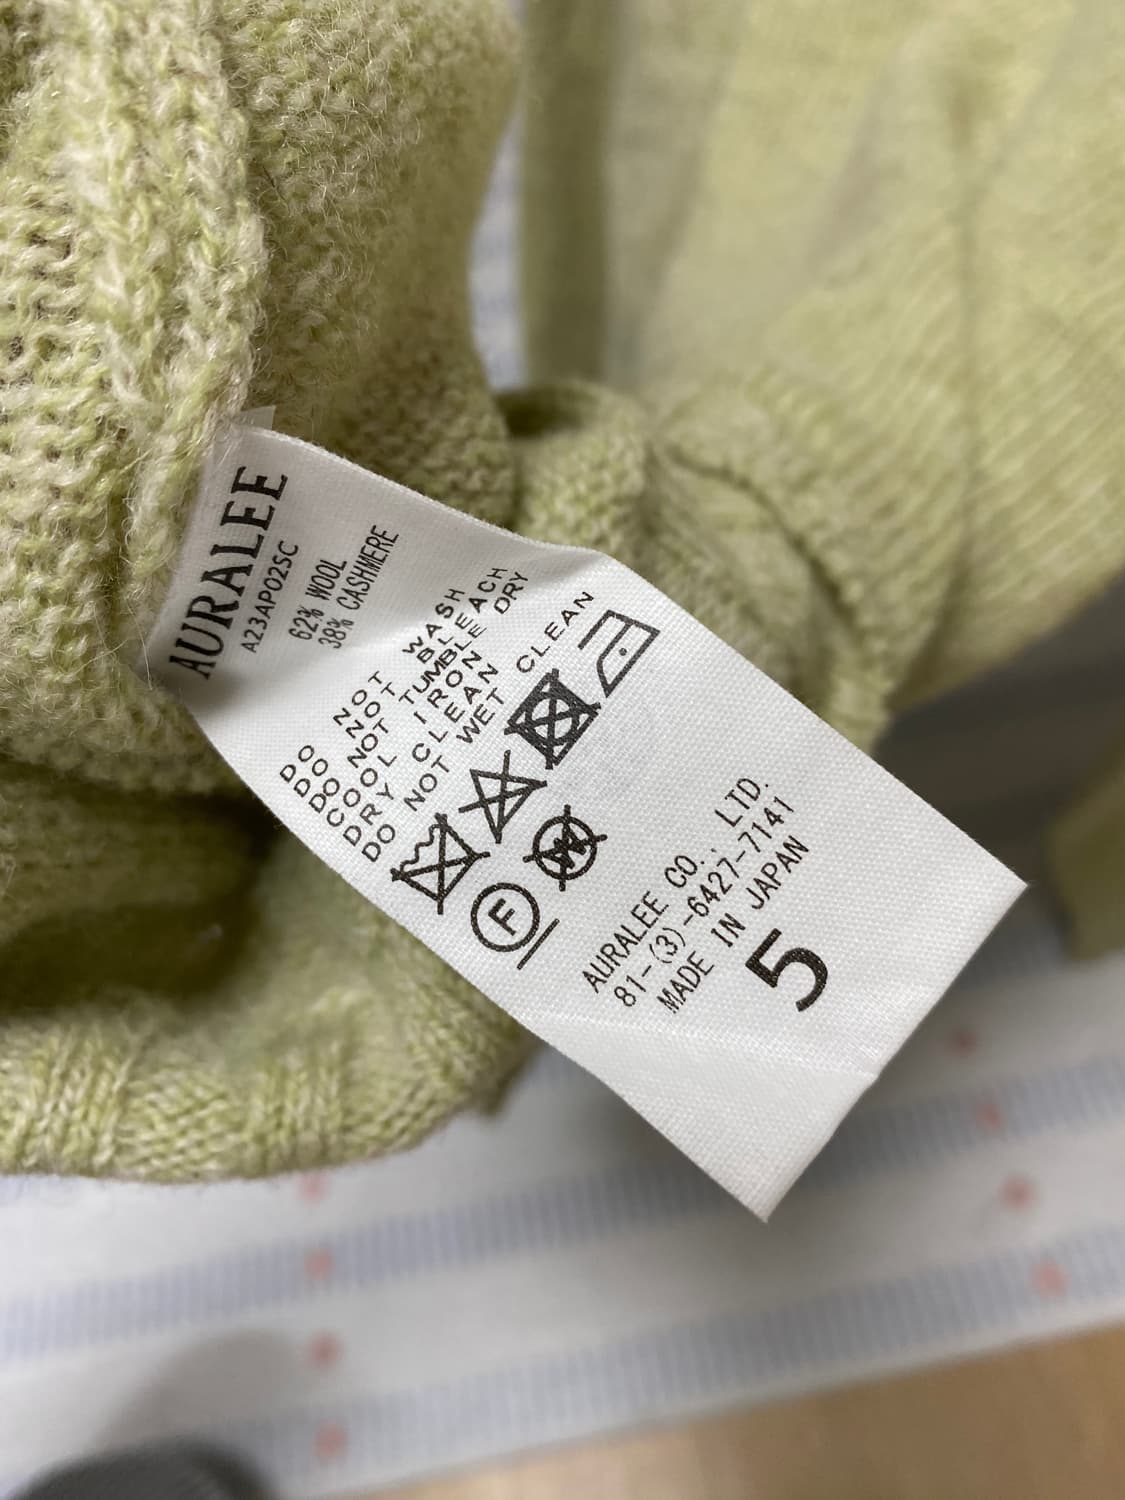 AURALEE
A23AP02SC
62% WOOL
38% CASHMERE
DO NOT WASH
DO NOT BLEACH
DO NOT TUMBLE DRY
COOL IRON
DRY CLEAN
DO NOT WET CLEAN
F
W
AURALEE CO., LTD.
81-(3)-6427-7141
MADE IN JAPAN
5